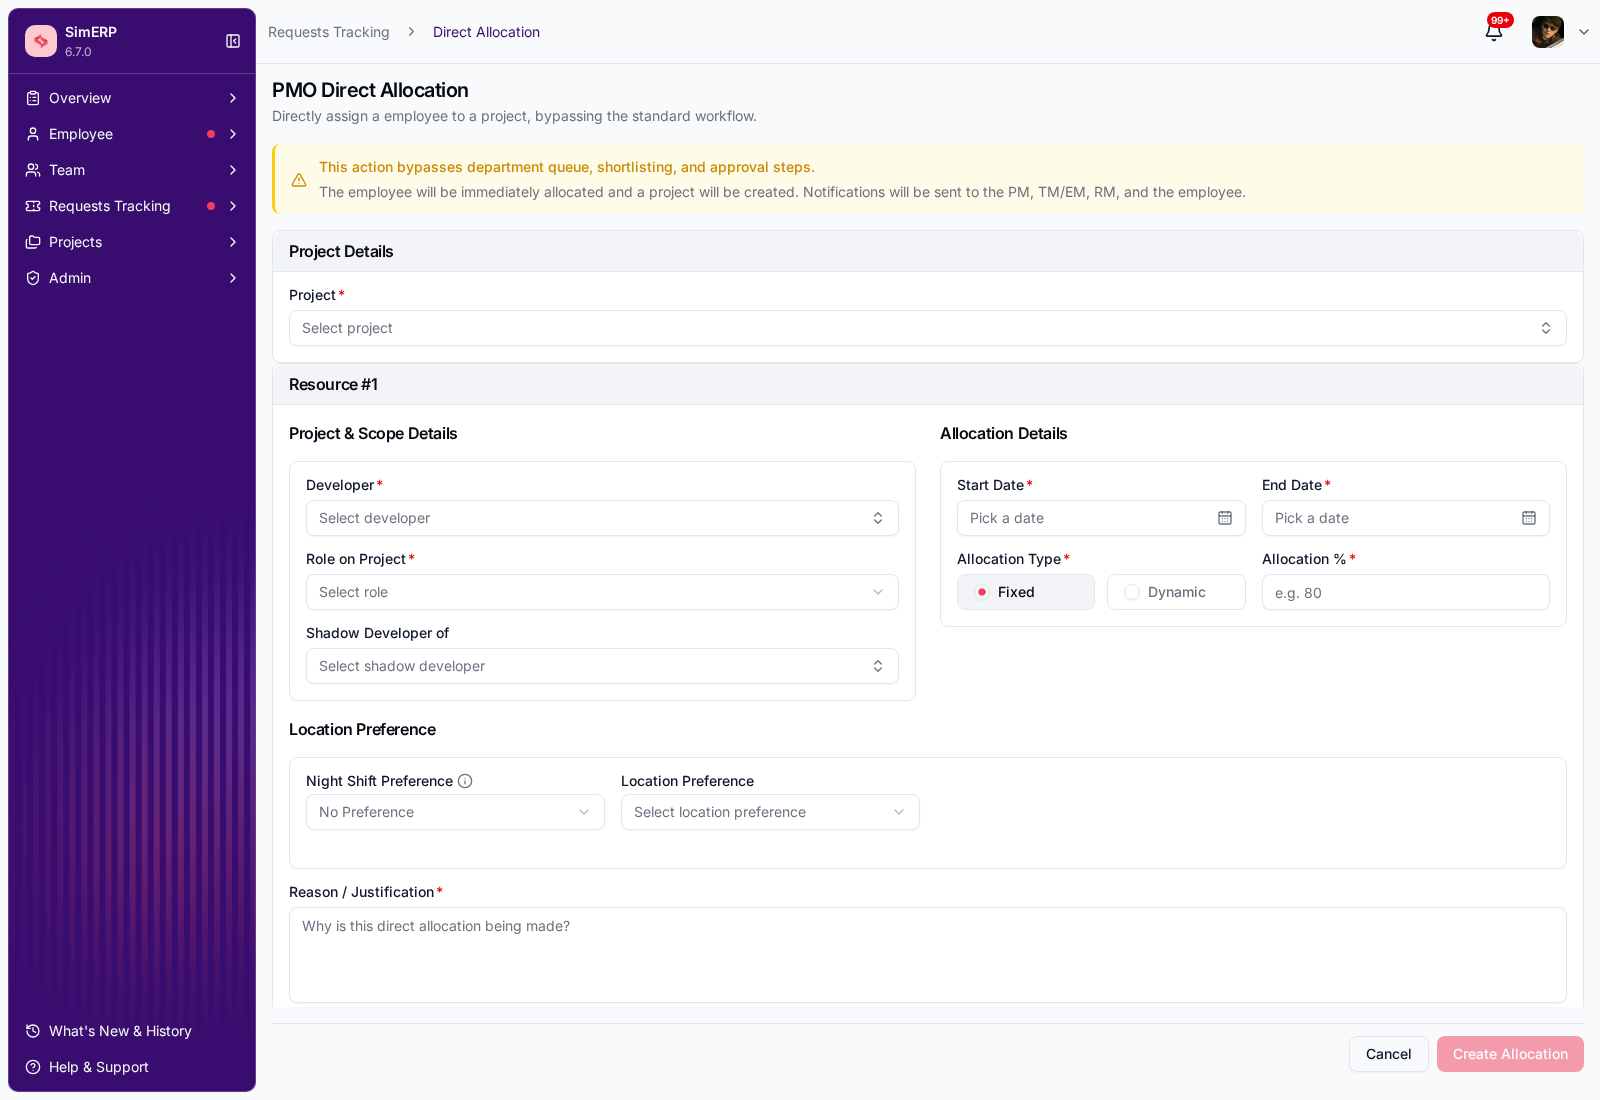 SimERP
6.7.0
Overview
Employee
Team
Requests Tracking
Projects
Admin
What's New & History
Help & Support
Requests Tracking
Direct Allocation
99+
PMO Direct Allocation
Directly assign a employee to a project, bypassing the standard workflow.
This action bypasses department queue, shortlisting, and approval steps.
The employee will be immediately allocated and a project will be created. Notifications will be sent to the PM, TM/EM, RM, and the employee.
Project Details
Project*
Select project
Resource #1
Project & Scope Details
Developer*
Select developer
Role on Project*
Select role
Shadow Developer of
Select shadow developer
Allocation Details
Start Date*
Pick a date
End Date*
Pick a date
Allocation Type*
Fixed
Dynamic
Allocation %*
e.g. 80
Location Preference
Night Shift Preference
No Preference
Location Preference
Select location preference
Reason / Justification*
Why is this direct allocation being made?
Cancel
Create Allocation